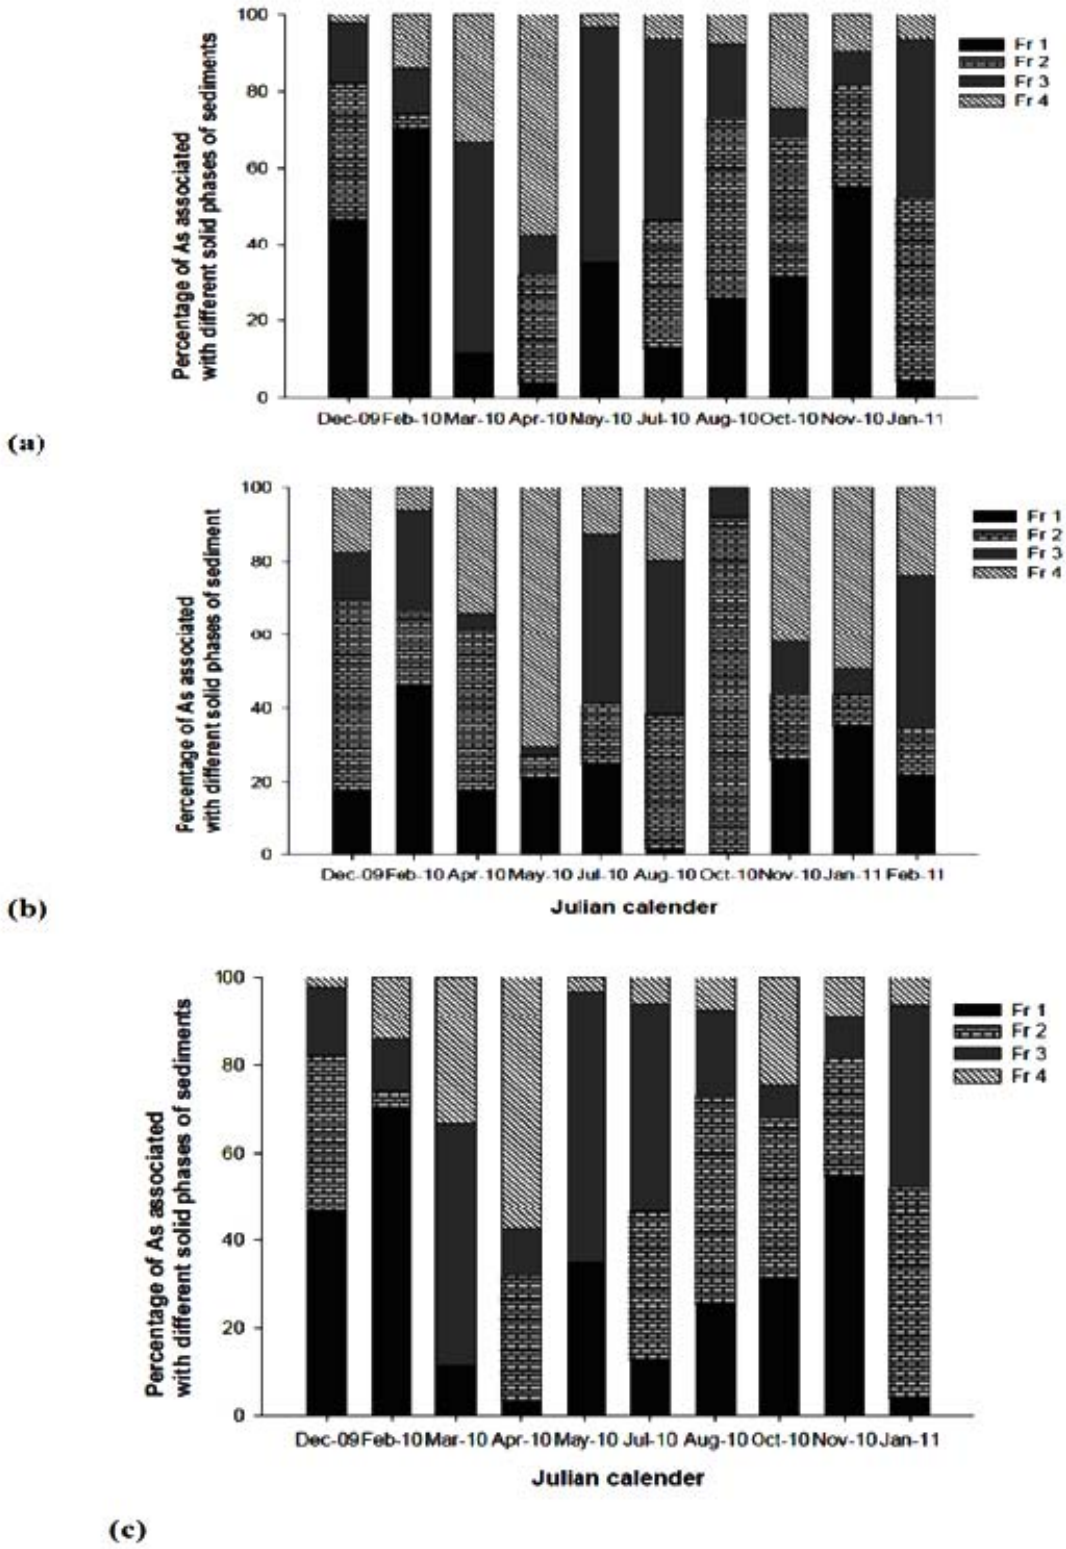 100
80
60
40
20
0
Percentage of As associated
with different solid phases of sediments
Fr 1
Fr 2
Fr 3
Fr 4
Dec-09 Feb-10 Mar-10 Apr-10 May-10 Jul-10 Aug-10 Oct-10 Nov-10 Jan-11
(a)
100
80
60
40
20
0
Percentage of As associated
with different solid phases of sediment
Fr 1
Fr 2
Fr 3
Fr 4
Dec-09 Feb-10 Apr-10 May-10 Jul-10 Aug-10 Oct-10 Nov-10 Jan-11 Feb-11
Julian calender
(b)
100
80
60
40
20
0
Percentage of As associated
with different solid phases of sediments
Fr 1
Fr 2
Fr 3
Fr 4
Dec-09 Feb-10 Mar-10 Apr-10 May-10 Jul-10 Aug-10 Oct-10 Nov-10 Jan-11
Julian calender
(c)